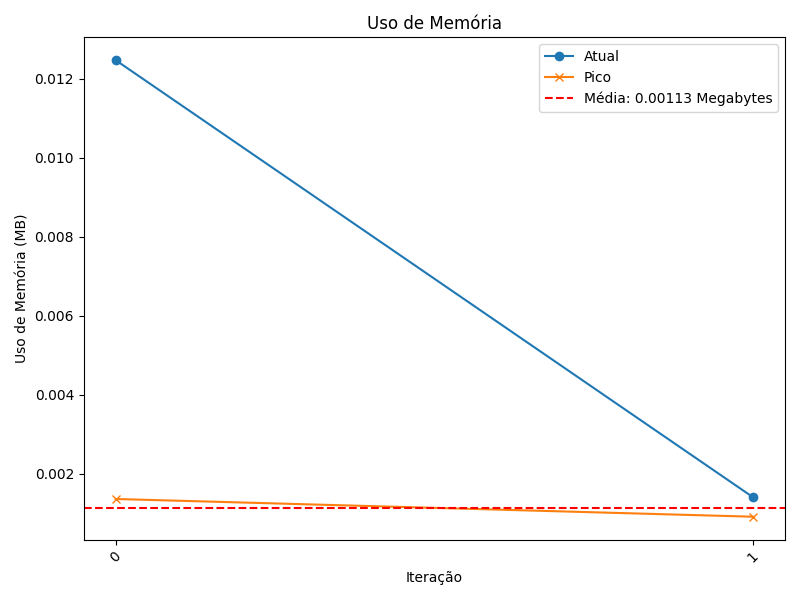 Uso de Memória
Atual
Pico
Média: 0.00113 Megabytes
0.012
0.010
0.008
0.006
0.004
0.002
Uso de Memória (MB)
0
1
Iteração